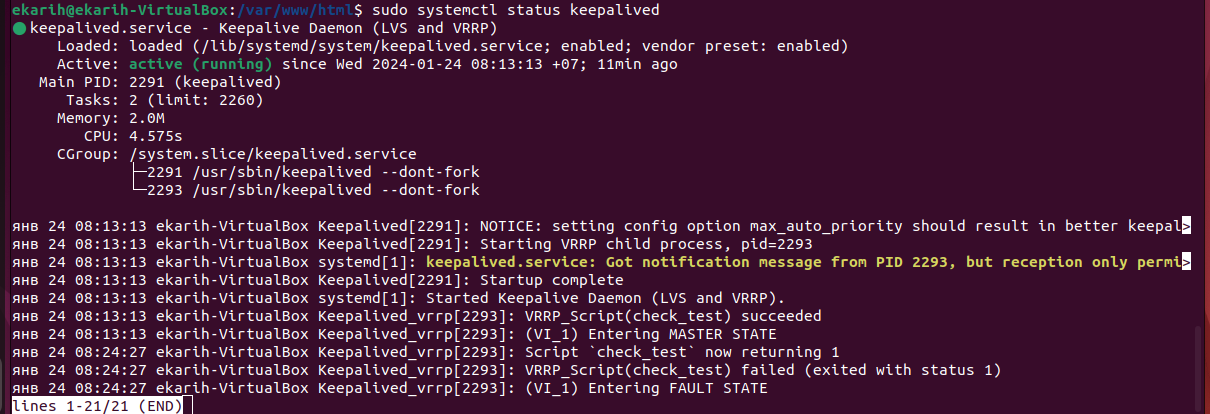 ekarih@ekarih-VirtualBox:/var/www/html$ sudo systemctl status keepalived
● keepalived.service - Keepalive Daemon (LVS and VRRP)
     Loaded: loaded (/lib/systemd/system/keepalived.service; enabled; vendor preset: enabled)
     Active: active (running) since Wed 2024-01-24 08:13:13 +07; 11min ago
   Main PID: 2291 (keepalived)
      Tasks: 2 (limit: 2260)
     Memory: 2.0M
        CPU: 4.575s
     CGroup: /system.slice/keepalived.service
             ├─2291 /usr/sbin/keepalived --dont-fork
             └─2293 /usr/sbin/keepalived --dont-fork
янв 24 08:13:13 ekarih-VirtualBox Keepalived[2291]: NOTICE: setting config option max_auto_priority should result in better keepal>
янв 24 08:13:13 ekarih-VirtualBox Keepalived[2291]: Starting VRRP child process, pid=2293
янв 24 08:13:13 ekarih-VirtualBox systemd[1]: keepalived.service: Got notification message from PID 2293, but reception only permi>
янв 24 08:13:13 ekarih-VirtualBox Keepalived[2291]: Startup complete
янв 24 08:13:13 ekarih-VirtualBox systemd[1]: Started Keepalive Daemon (LVS and VRRP).
янв 24 08:13:13 ekarih-VirtualBox Keepalived_vrrp[2293]: VRRP_Script(check_test) succeeded
янв 24 08:13:13 ekarih-VirtualBox Keepalived_vrrp[2293]: (VI_1) Entering MASTER STATE
янв 24 08:24:27 ekarih-VirtualBox Keepalived_vrrp[2293]: Script `check_test` now returning 1
янв 24 08:24:27 ekarih-VirtualBox Keepalived_vrrp[2293]: VRRP_Script(check_test) failed (exited with status 1)
янв 24 08:24:27 ekarih-VirtualBox Keepalived_vrrp[2293]: (VI_1) Entering FAULT STATE
lines 1-21/21 (END)